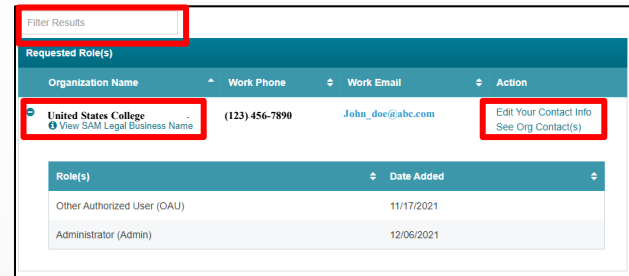 Filter Results
Requested Role(s)
Organization Name Work Phone Work Email Action
United States College (123) 456-7890 John_doe@abc.com Edit Your Contact Info
View SAM Legal Business Name See Org Contact(s)
Role(s) Date Added
Other Authorized User (OAU) 11/17/2021
Administrator (Admin) 12/06/2021